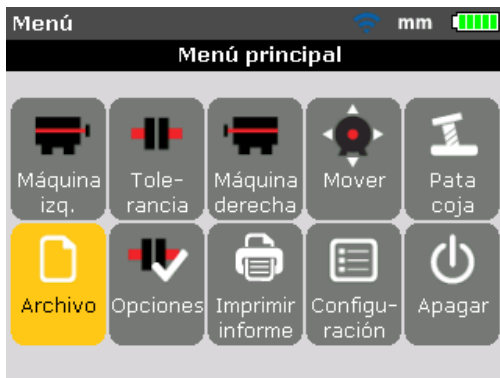 Menú mm
Menú principal
Máquina izq.
Tole-
rancia
Máquina derecha
Mover
Pata coja
Archivo
Opciones
Imprimir informe
Configu-
ración
Apagar